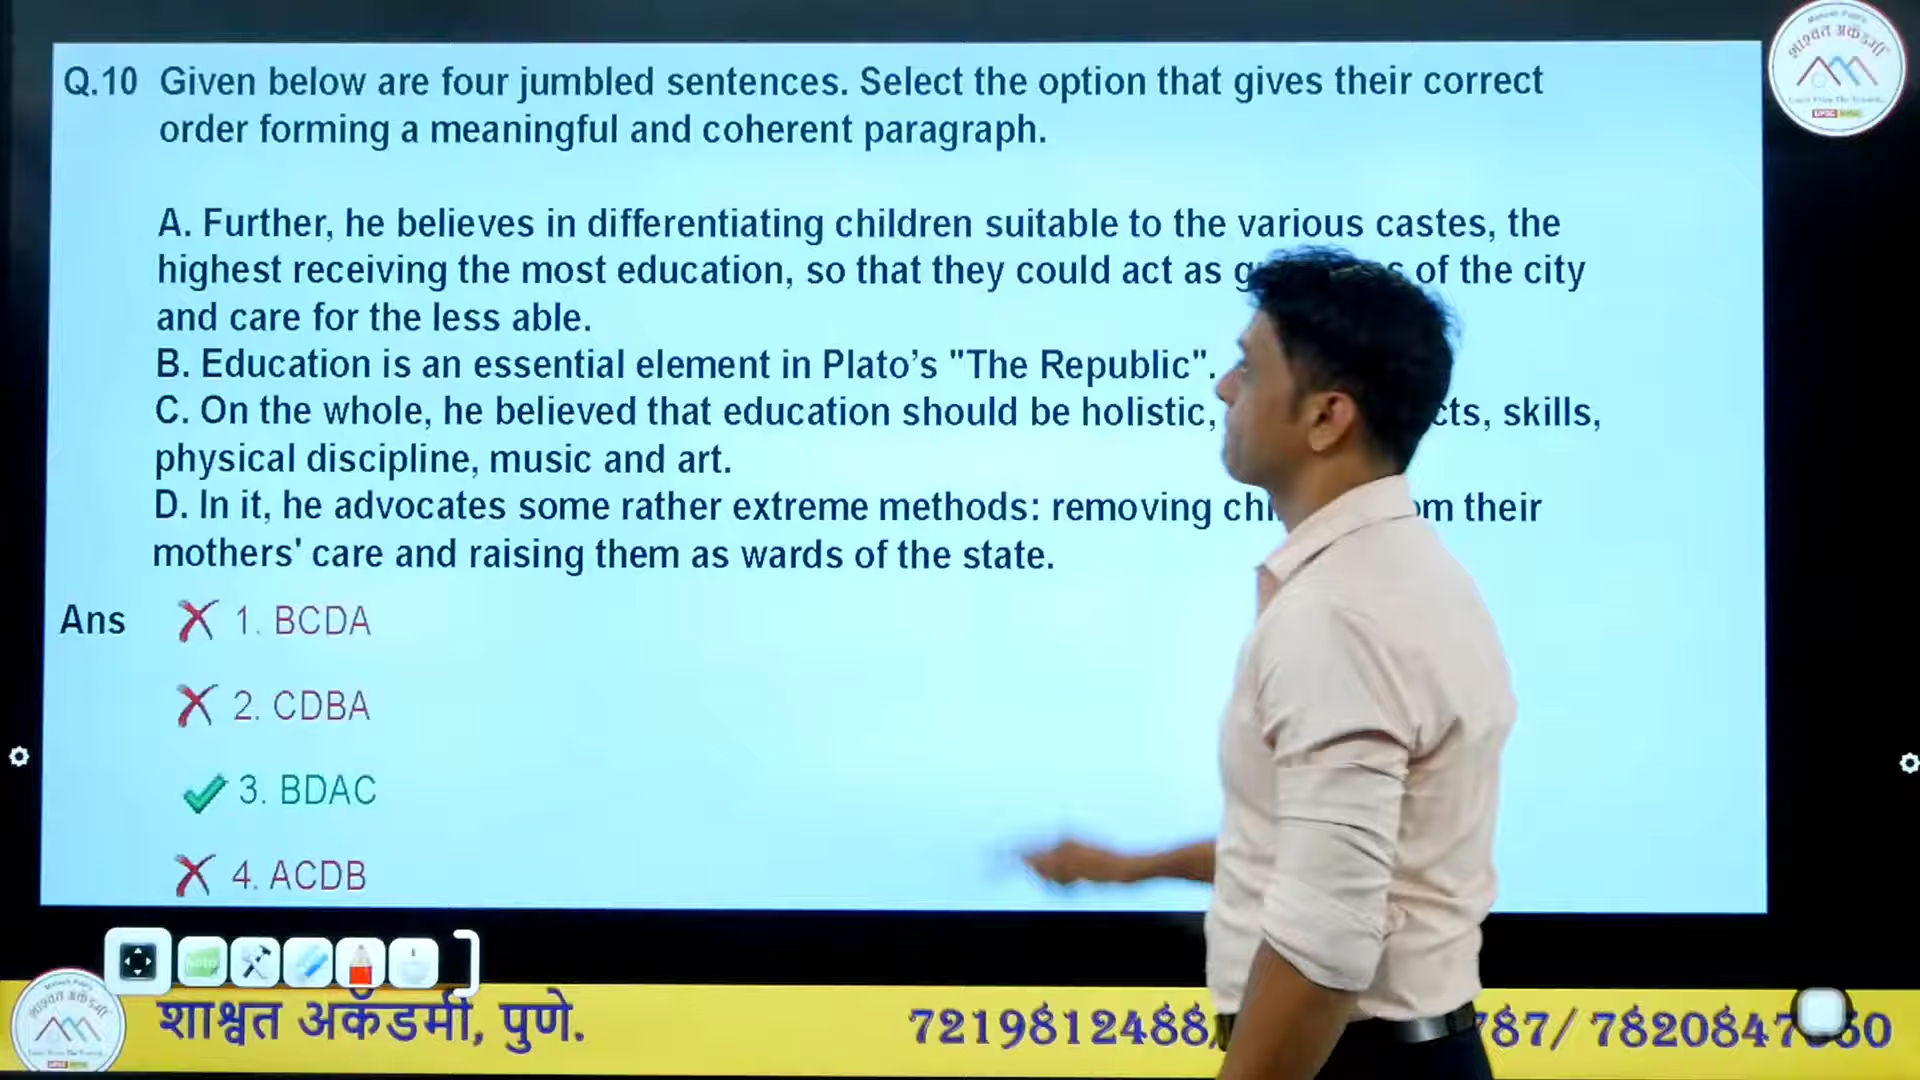 Q.10 Given below are four jumbled sentences. Select the option that gives their correct
order forming a meaningful and coherent paragraph.
A. Further, he believes in differentiating children suitable to the various castes, the
highest receiving the most education, so that they could act as of the city
and care for the less able.
B. Education is an essential element in Plato's "The Republic".
C. On the whole, he believed that education should be holistic, skills,
physical discipline, music and art.
D. In it, he advocates some rather extreme methods: removing their
mothers' care and raising them as wards of the state.
Ans 1. BCDA
2. CDBA
3. BDAC
4. ACDB
शाश्वत अकॅडमी, पुणे.
7219812488/ 787/
शाश्वत अकॅडमी